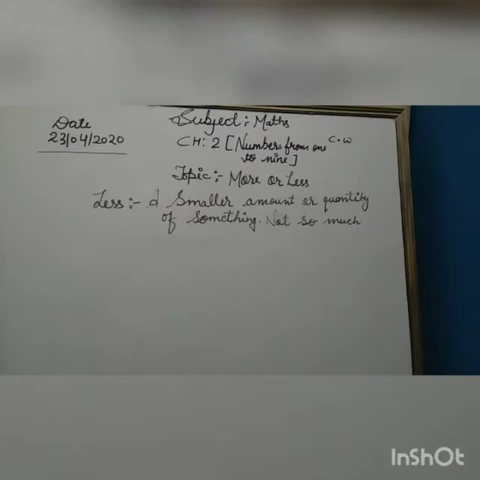 Date
23/04/2020
Subject:- Maths
C.W
CH: 2 [Numbers from one
to nine]
Topic:- More or Less
Less:- A Smaller amount or quantity
of something. Not so much
InShOt